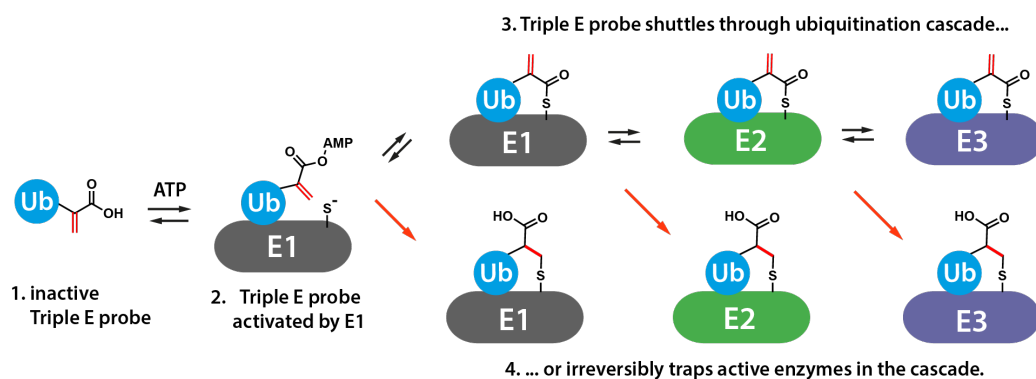 3. Triple E probe shuttles through ubiquitination cascade...
Ub
O
OH
ATP
Ub
O
O
AMP
S-
E1
Ub
O
S
E1
Ub
O
S
E2
Ub
O
S
E3
HO
O
Ub
S
E1
HO
O
Ub
S
E2
HO
O
Ub
S
E3
1. inactive
Triple E probe
2. Triple E probe
activated by E1
4. ... or irreversibly traps active enzymes in the cascade.